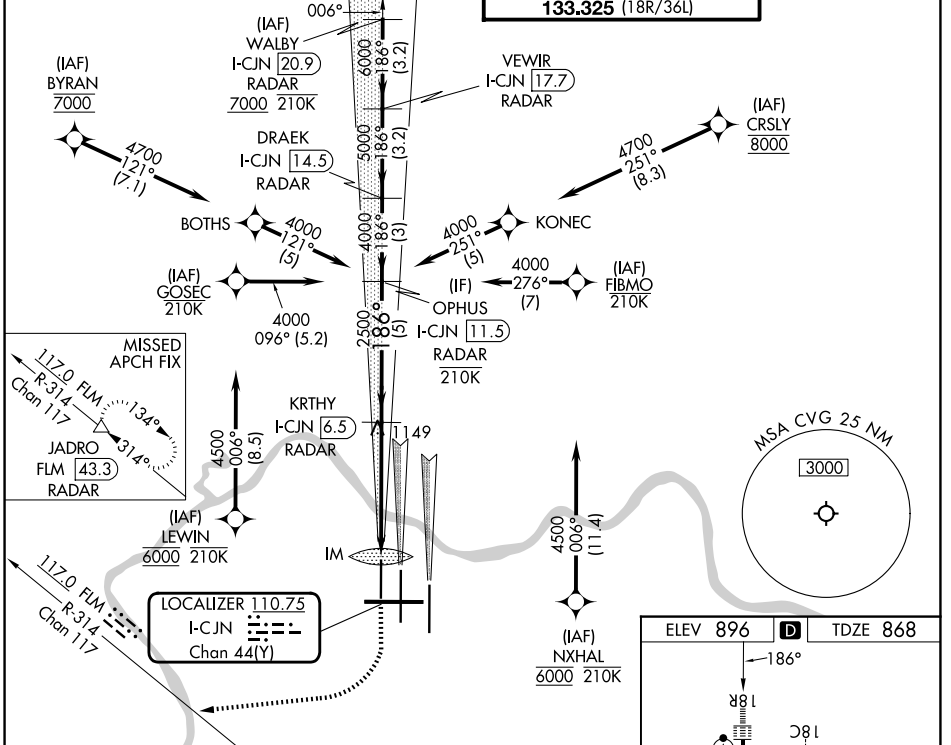 133.325 (18R/36L)
006°
(IAF)
WALBY
I-CJN 20.9
RADAR
7000 210K
6000
186°
(3.2)
VEWIR
I-CJN 17.7
RADAR
(IAF)
BYRAN
7000
4700
121°
(7.1)
(IAF)
CRSLY
8000
4700
251°
(8.3)
DRAEK
I-CJN 14.5
RADAR
5000
186°
(3.2)
BOTHS
4000
121°
(5)
4000
186°
(3)
4000
251°
(5)
KONEC
(IAF)
GOSEC
210K
4000
096° (5.2)
(IF)
OPHUS
I-CJN 11.5
RADAR
210K
4000
276°
(7)
(IAF)
FIBMO
210K
2500
186°
(5)
MISSED
APCH FIX
117.0 FLM
R-314
Chan 117
134°
314°
JADRO
FLM 43.3
RADAR
4500
006°
(8.5)
KRTHY
I-CJN 6.5
RADAR
1149
MSA CVG 25 NM
3000
(IAF)
LEWIN
6000 210K
IM
4500
006°
(11.4)
117.0 FLM
R-314
Chan 117
LOCALIZER 110.75
I-CJN
Chan 44(Y)
(IAF)
NXHAL
6000 210K
ELEV 896 D TDZE 868
186°
18R
18C